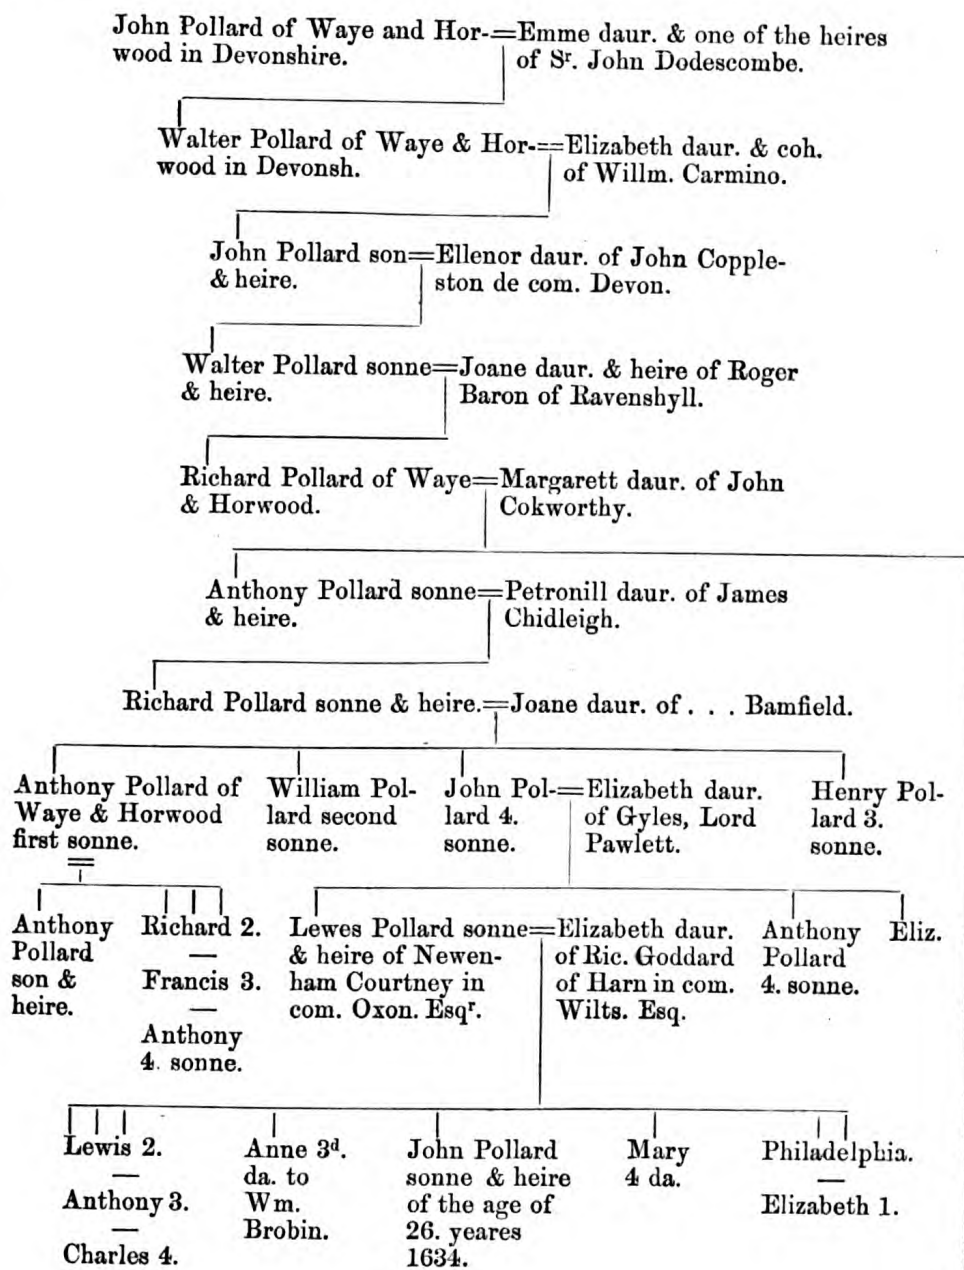 John Pollard of Waye and Hor-=Emme daur. & one of the heires
wood in Devonshire. of Sr. John Dodescombe.
Walter Pollard of Waye & Hor-=Elizabeth daur. & coh.
wood in Devonsh. of Willm. Carmino.
John Pollard son=Ellenor daur. of John Copple-
& heire. ston de com. Devon.
Walter Pollard sonne=Joane daur. & heire of Roger
& heire. Baron of Ravenshyll.
Richard Pollard of Waye=Margarett daur. of John
& Horwood. Cokworthy.
Anthony Pollard sonne=Petronill daur. of James
& heire. Chidleigh.
Richard Pollard sonne & heire.=Joane daur. of . . . Bamfield.
Anthony Pollard of
Waye & Horwood
first sonne.
=
William Pol-
lard second
sonne.
John Pol-=Elizabeth daur.
lard 4. of Gyles, Lord
sonne. Pawlett.
Henry Pol-
lard 3.
sonne.
Anthony
Pollard
son &
heire.
Richard 2.
—
Francis 3.
—
Anthony
4. sonne.
Lewes Pollard sonne=Elizabeth daur.
& heire of Newen- of Ric. Goddard
ham Courtney in of Harn in com.
com. Oxon. Esqr. Wilts. Esq.
Anthony
Pollard
4. sonne.
Eliz.
Lewis 2.
—
Anthony 3.
—
Charles 4.
Anne 3d.
da. to
Wm.
Brobin.
John Pollard
sonne & heire
of the age of
26. yeares
1634.
Mary
4 da.
Philadelphia.
—
Elizabeth 1.